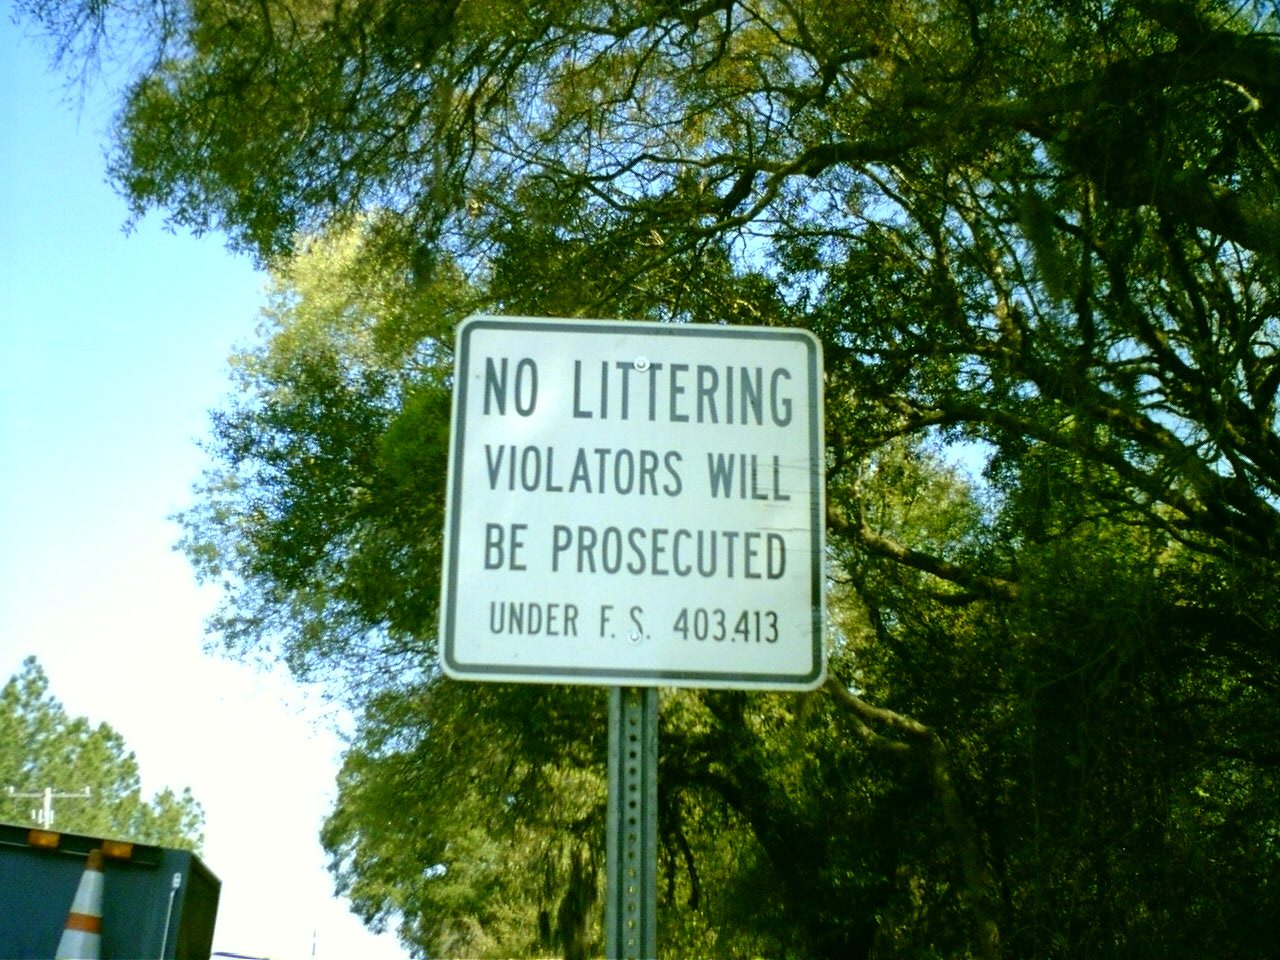 NO LITTERING
VIOLATORS WILL
BE PROSECUTED
UNDER F. S. 403.413